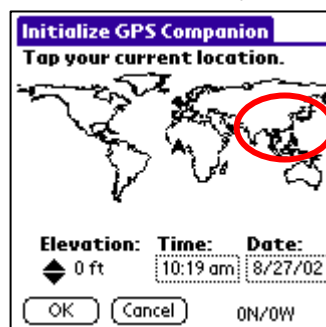 Initialize GPS Companion
Tap your current location.
Elevation: Time: Date:
0 ft 10:19 am 8/27/02
OK Cancel 0N/0W